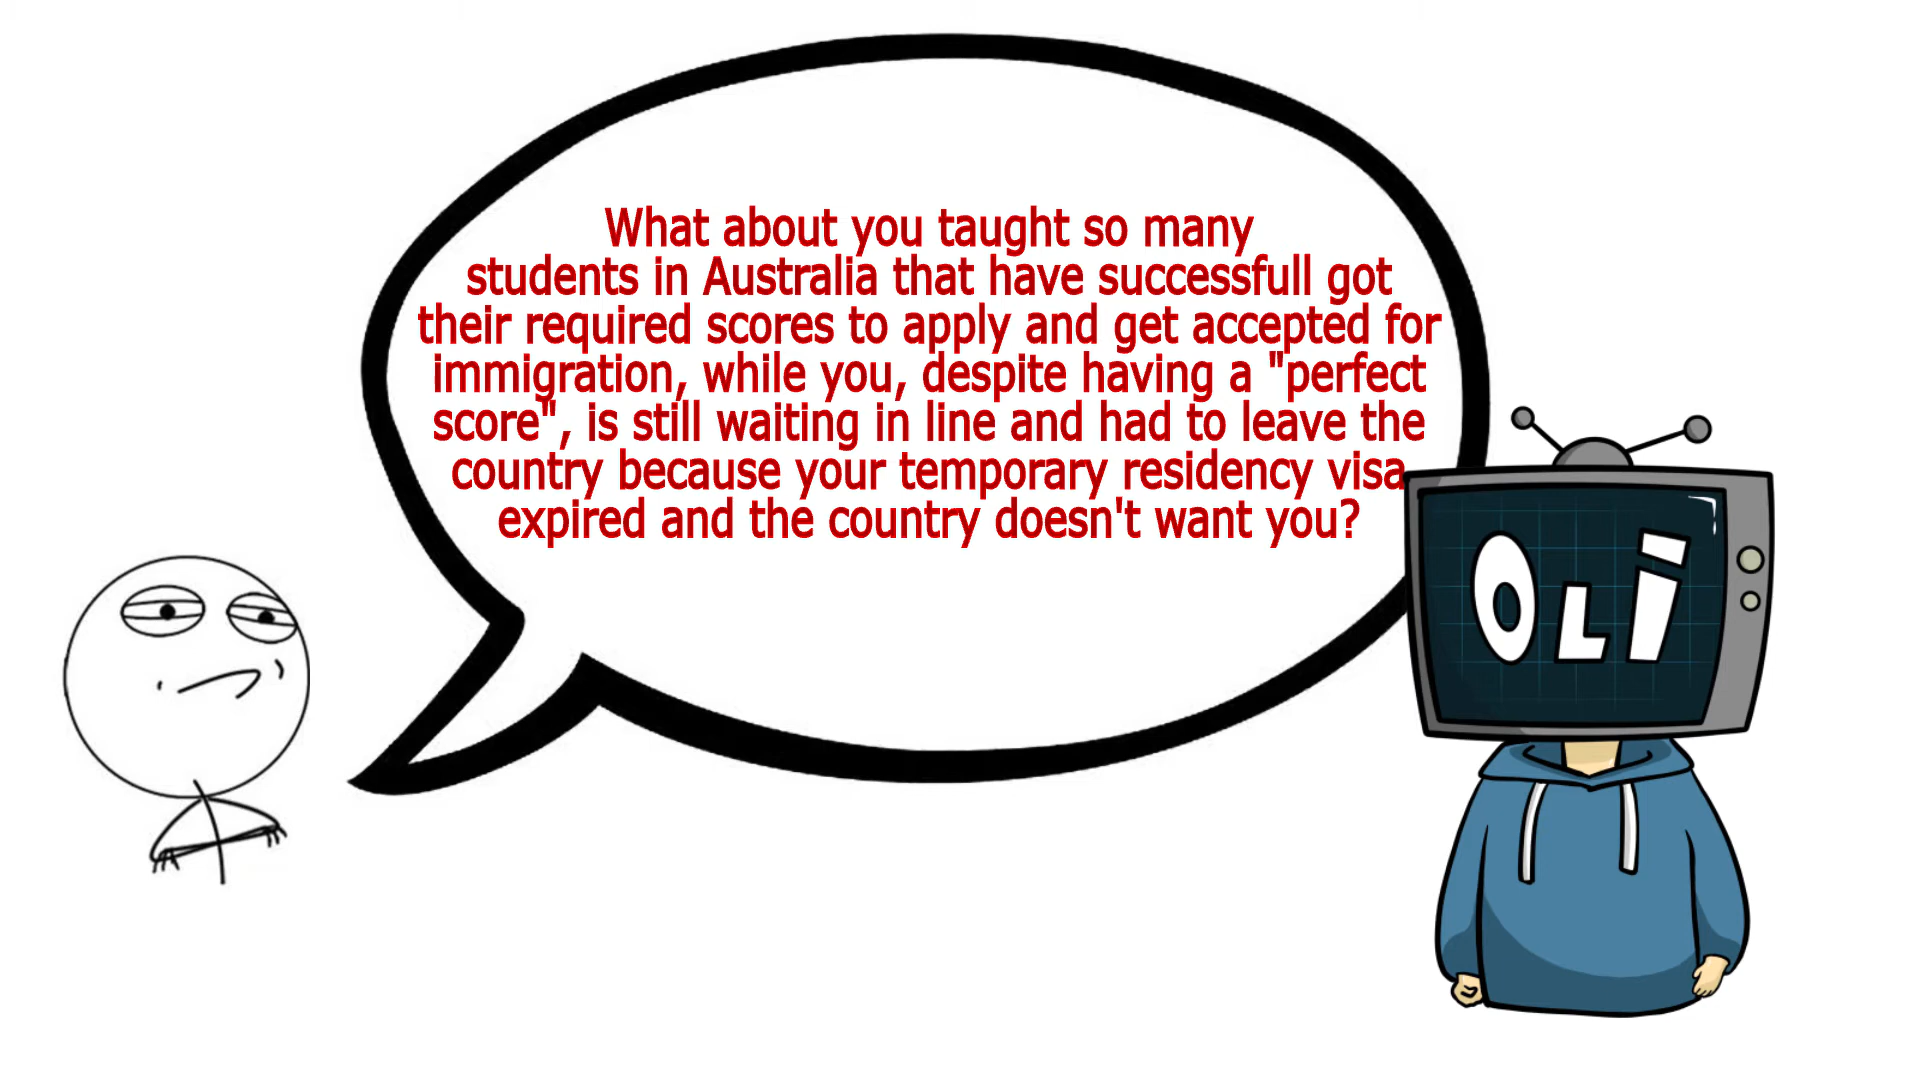 What about you taught so many
students in Australia that have successfull got
their required scores to apply and get accepted for
immigration, while you, despite having a "perfect
score", is still waiting in line and had to leave the
country because your temporary residency visa
expired and the country doesn't want you?
OLI